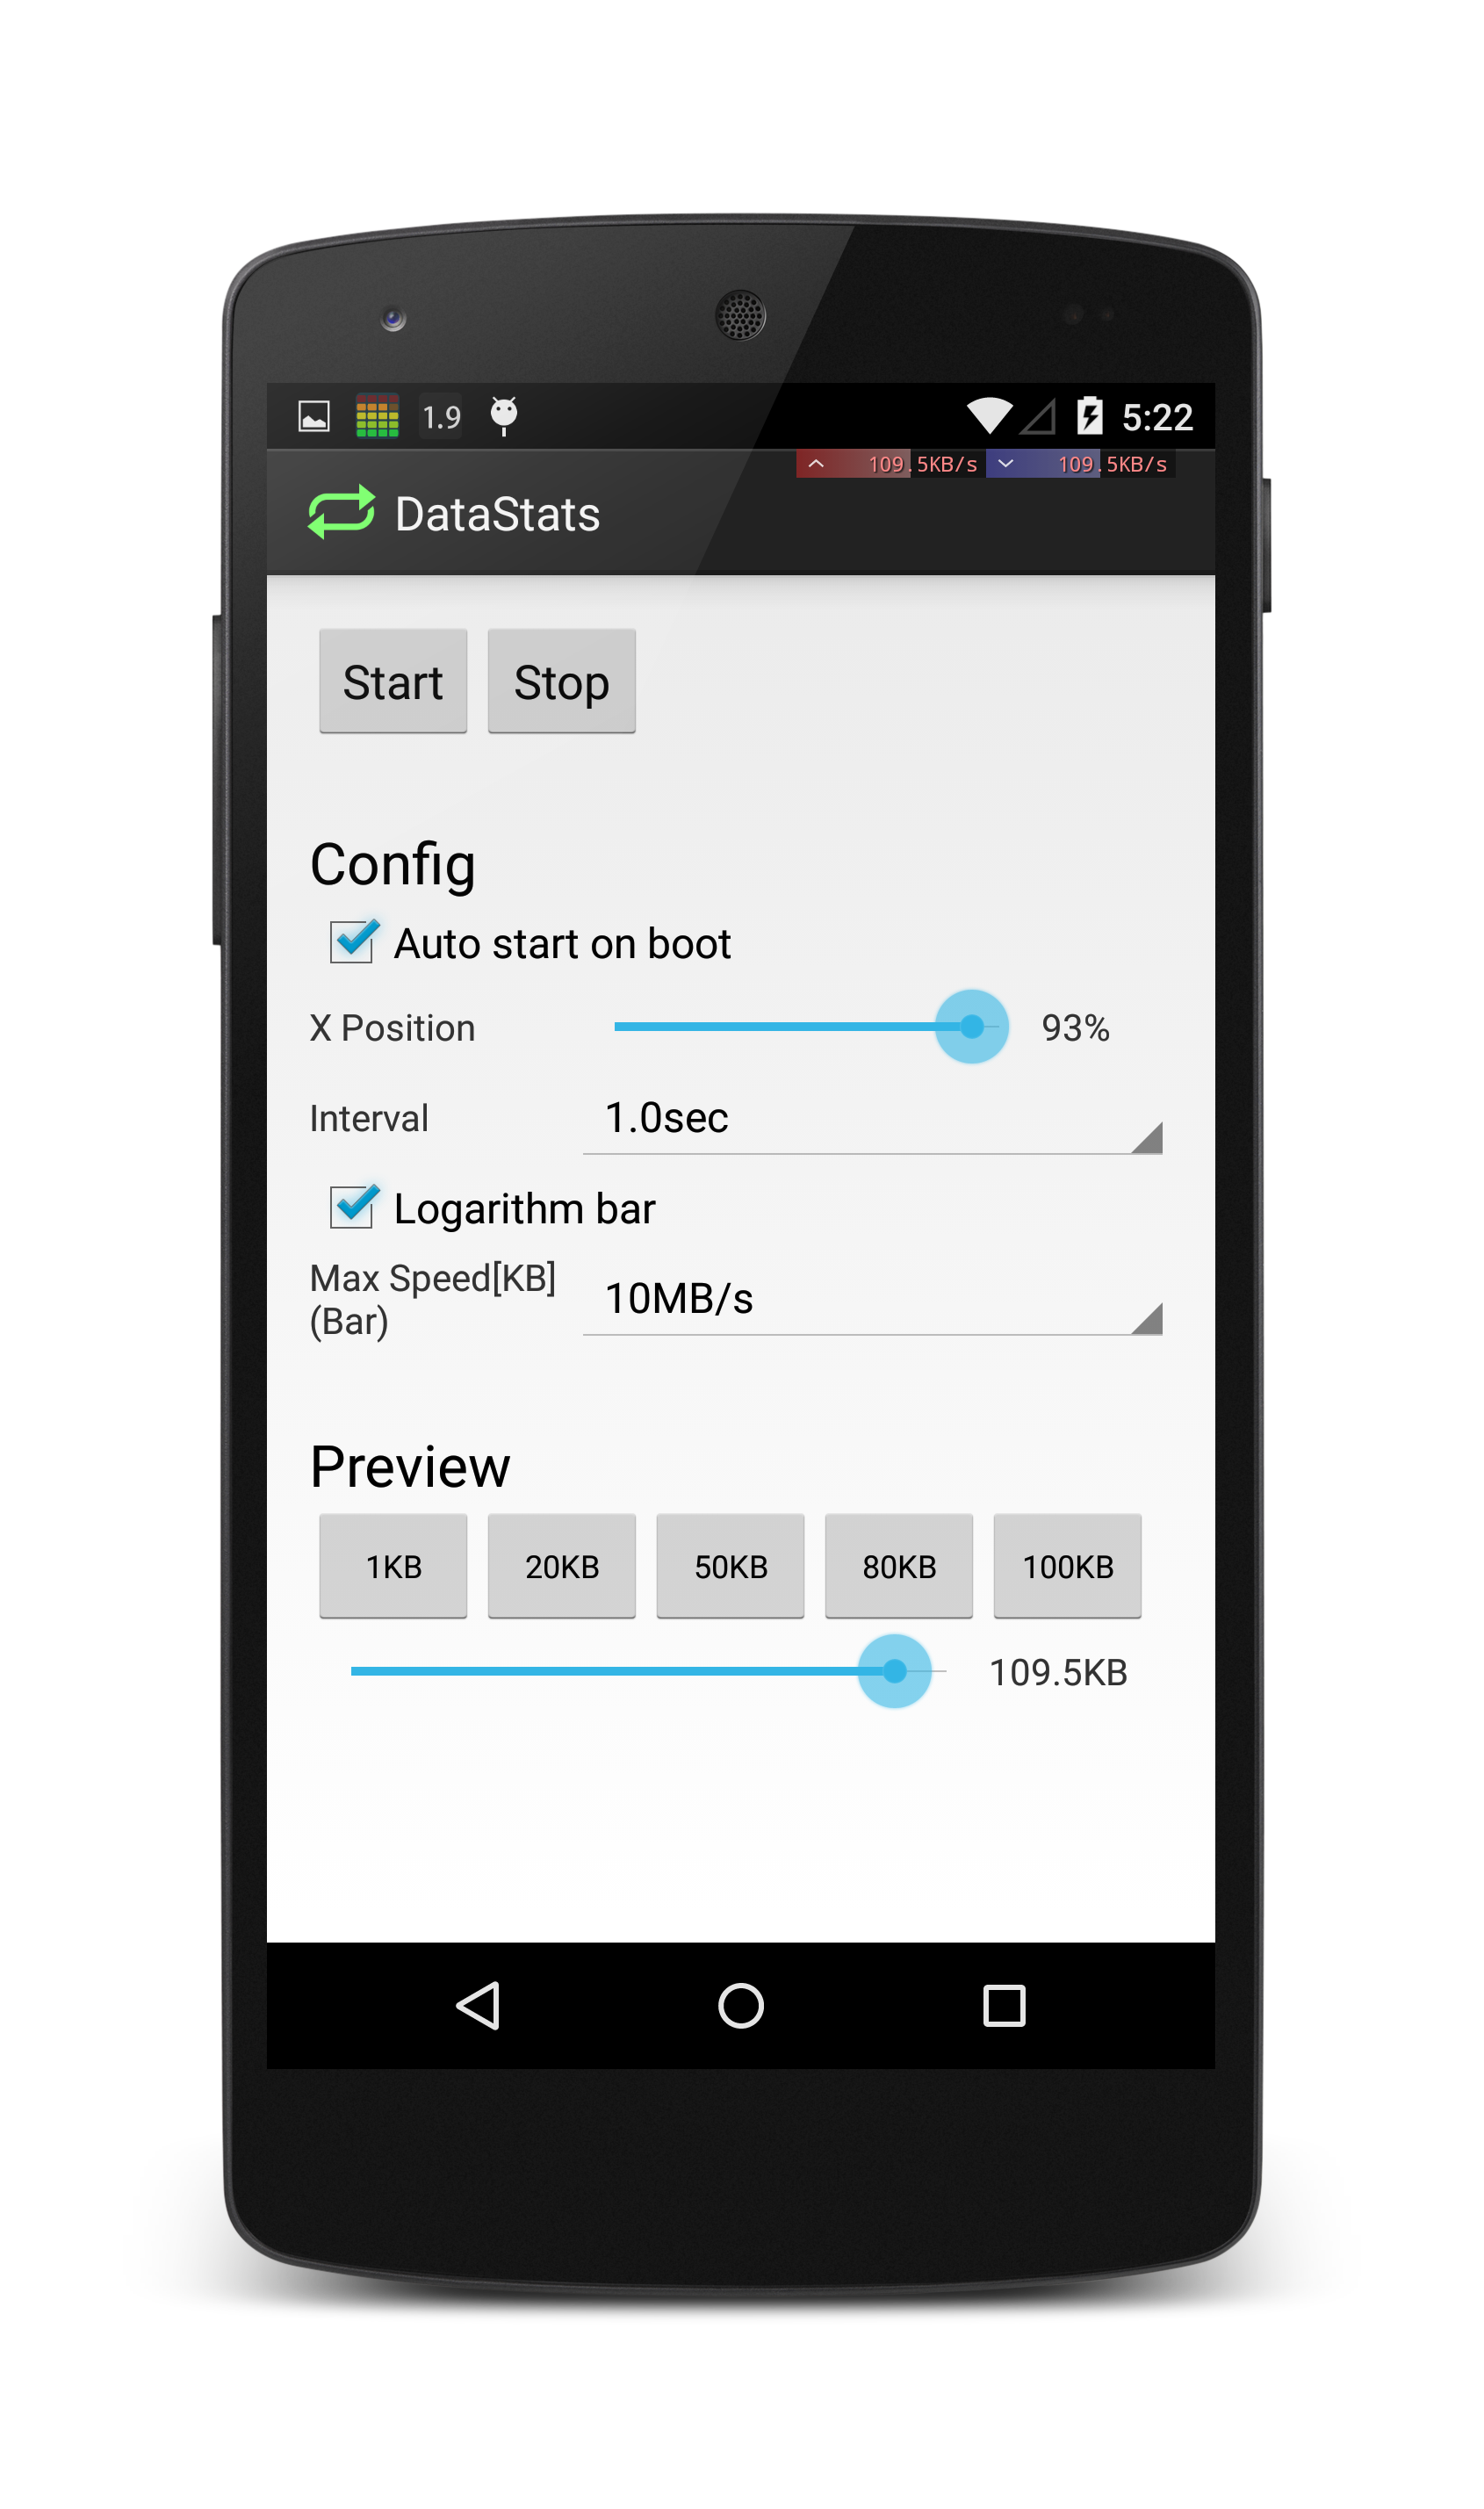 1.9
5:22
109.5KB/s 109.5KB/s
DataStats
Start Stop
Config
Auto start on boot
X Position 93%
Interval 1.0sec
Logarithm bar
Max Speed[KB]
(Bar) 10MB/s
Preview
1KB 20KB 50KB 80KB 100KB
109.5KB